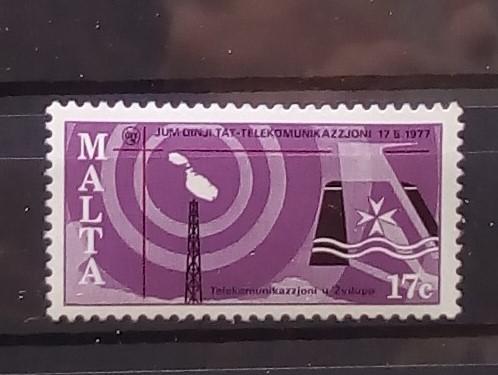 JUM DINJI TAT-TELEKOMUNIKAZZJONI 17 5 1977
MALTA
Telekomunikazzjoni u Żvilupp
17c